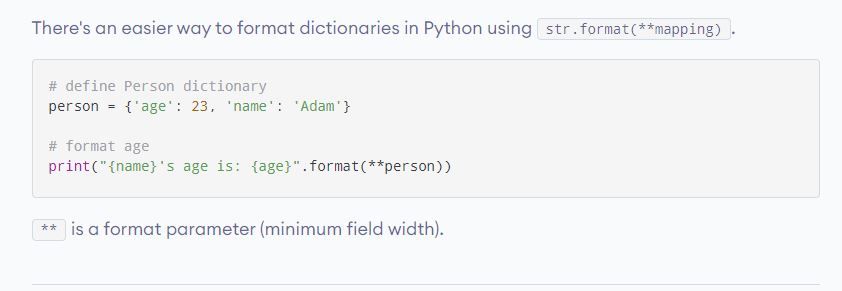 There's an easier way to format dictionaries in Python using str.format(**mapping) .
# define Person dictionary
person = {'age': 23, 'name': 'Adam'}
# format age
print("{name}'s age is: {age}".format(**person))
** is a format parameter (minimum field width).